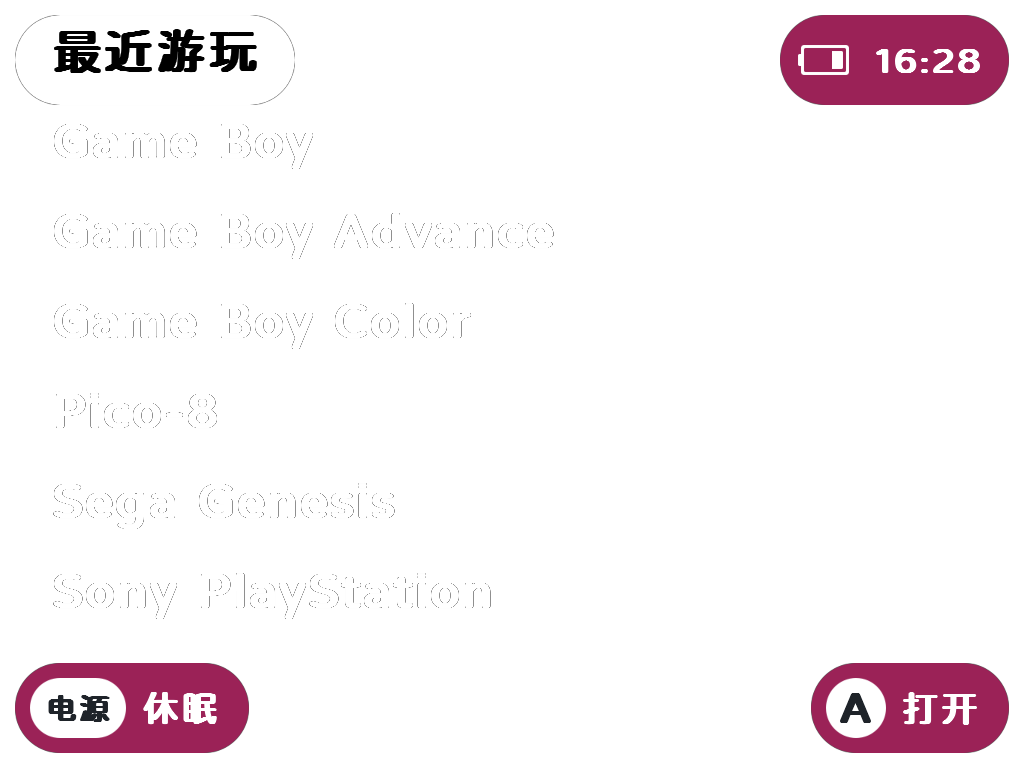 最近游玩
16:28
Game Boy
Game Boy Advance
Game Boy Color
Pico-8
Sega Genesis
Sony PlayStation
电源 休眠
A 打开